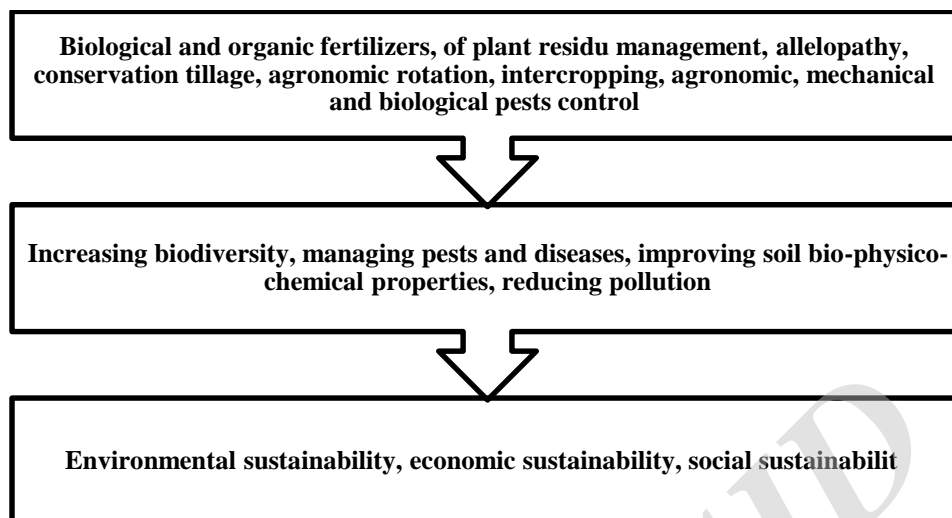 Biological and organic fertilizers, of plant residu management, allelopathy,
conservation tillage, agronomic rotation, intercropping, agronomic, mechanical
and biological pests control
Increasing biodiversity, managing pests and diseases, improving soil bio-physico-
chemical properties, reducing pollution
Environmental sustainability, economic sustainability, social sustainabilit